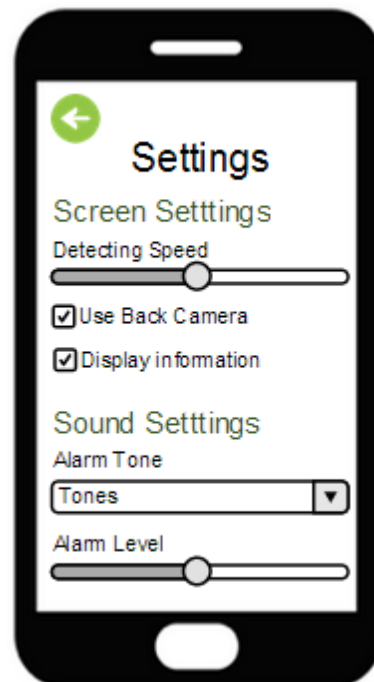 Settings
Screen Setttings
Detecting Speed
Use Back Camera
Display information
Sound Setttings
Alarm Tone
Tones
Alarm Level